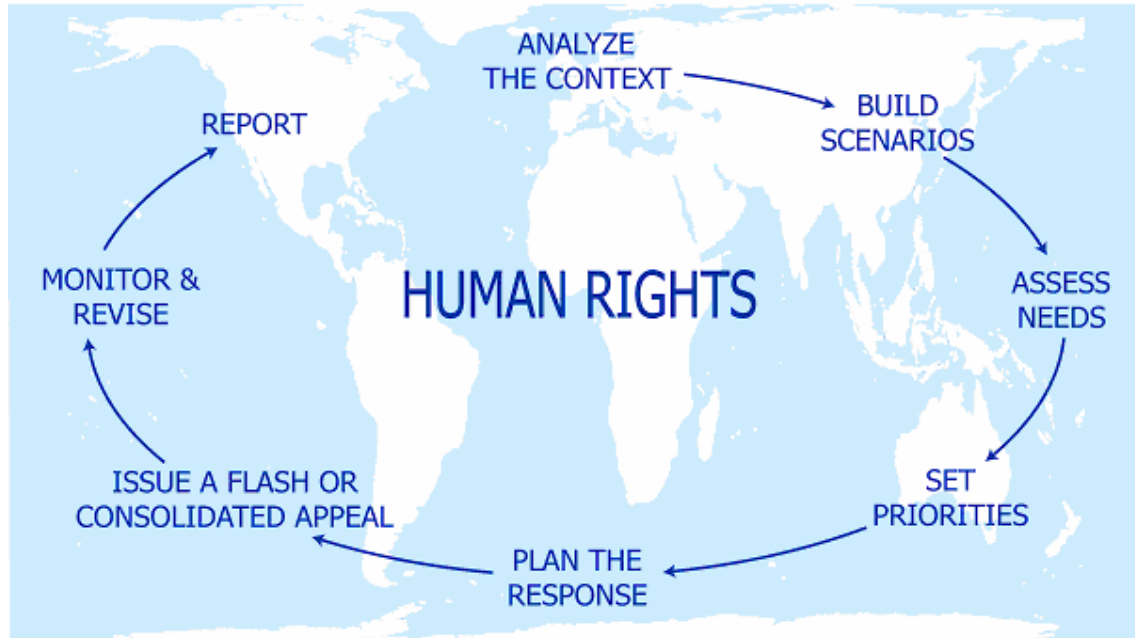 ANALYZE
THE CONTEXT
BUILD
SCENARIOS
ASSESS
NEEDS
SET
PRIORITIES
PLAN THE
RESPONSE
ISSUE A FLASH OR
CONSOLIDATED APPEAL
MONITOR &
REVISE
REPORT
HUMAN RIGHTS